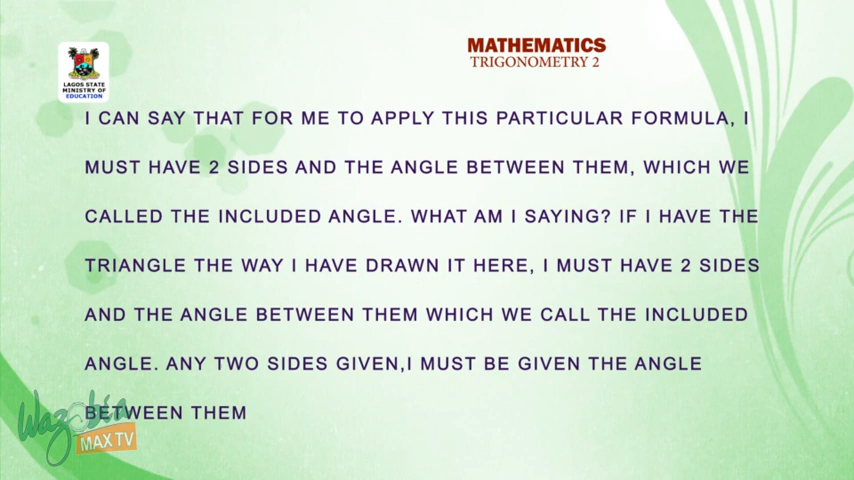 MATHEMATICS
TRIGONOMETRY 2
LAGOS STATE
MINISTRY OF
EDUCATION
I CAN SAY THAT FOR ME TO APPLY THIS PARTICULAR FORMULA, I
MUST HAVE 2 SIDES AND THE ANGLE BETWEEN THEM, WHICH WE
CALLED THE INCLUDED ANGLE. WHAT AM I SAYING? IF I HAVE THE
TRIANGLE THE WAY I HAVE DRAWN IT HERE, I MUST HAVE 2 SIDES
AND THE ANGLE BETWEEN THEM WHICH WE CALL THE INCLUDED
ANGLE. ANY TWO SIDES GIVEN,I MUST BE GIVEN THE ANGLE
BETWEEN THEM
Wazobia
MAX TV